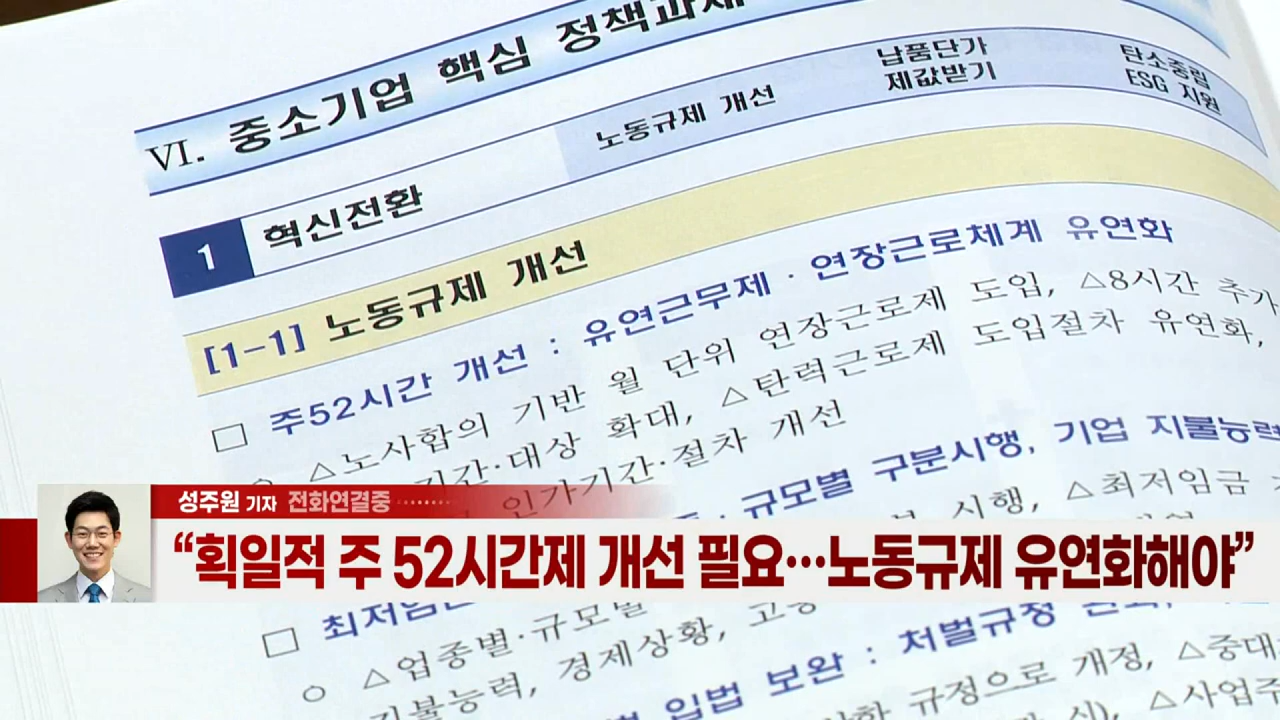 VI. 중소기업 핵심 정책과제
노동규제 개선
납품단가
제값받기
탄소중립
ESG 지원
1 혁신전환
[1-1] 노동규제 개선
□ 주52시간 개선 : 유연근무제·연장근로체계 유연화
○ △노사합의 기반 월 단위 연장근로제 도입, △8시간 추가
기간·대상 확대, △탄력근로제 도입절차 유연화,
인가기간·절차 개선
·규모별 구분시행, 기업 지불능력
시행, △최저임금
성주원 기자 전화연결중
“획일적 주 52시간제 개선 필요…노동규제 유연화해야”
□ 최저임금
○ △업종별·규모별
지불능력, 경제상황, 고용
입법 보완 : 처벌규정
규정으로 개정, △중대
△사업주